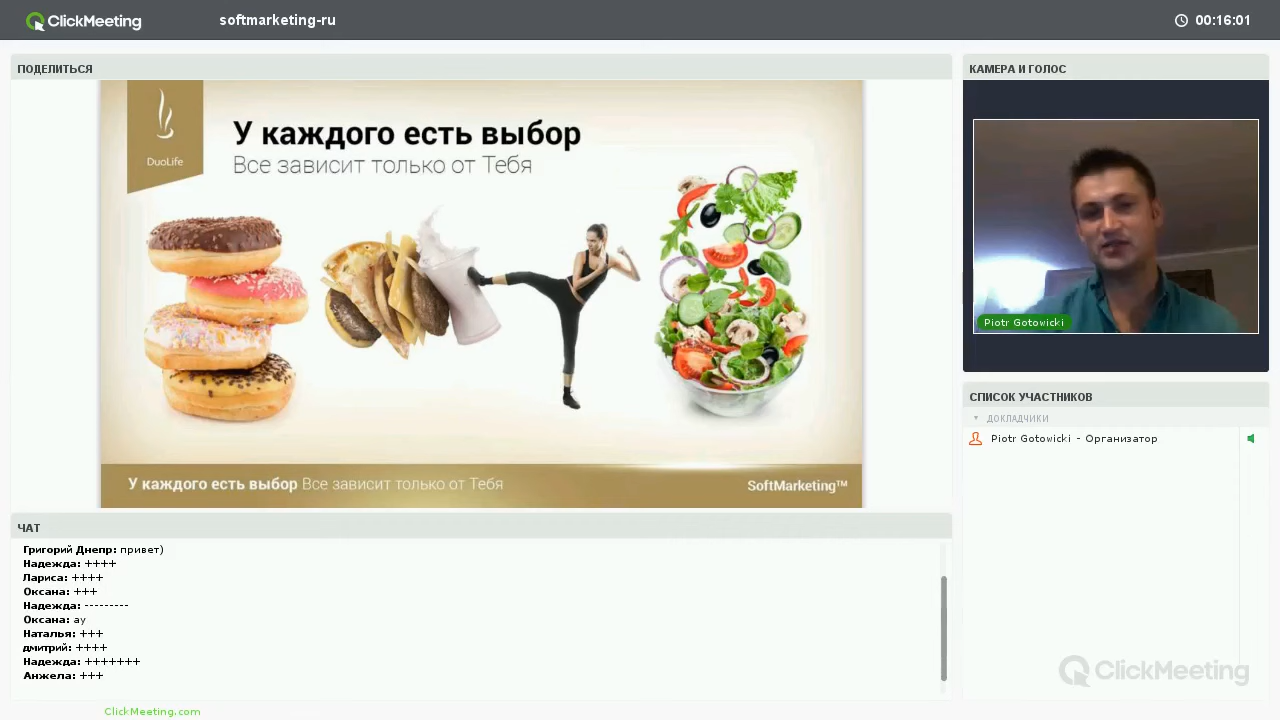 ClickMeeting
softmarketing-ru
00:16:01
ПОДЕЛИТЬСЯ
DuoLife
У каждого есть выбор
Все зависит только от Тебя
У каждого есть выбор Все зависит только от Тебя
SoftMarketing™
КАМЕРА И ГОЛОС
Piotr Gotowicki
СПИСОК УЧАСТНИКОВ
ДОКЛАДЧИКИ
Piotr Gotowicki - Организатор
ЧАТ
Григорий Днепр: привет)
Надежда: ++++
Лариса: ++++
Оксана: +++
Надежда: ---------
Оксана: ау
Наталья: +++
дмитрий: ++++
Надежда: +++++++
Анжела: +++
ClickMeeting
ClickMeeting.com